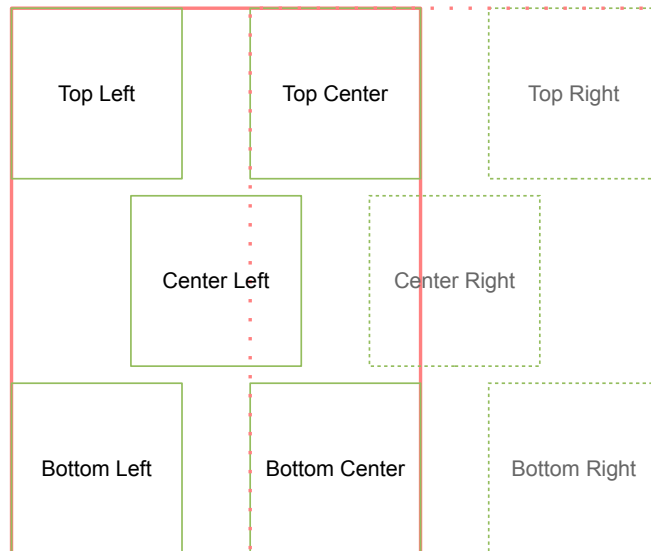 Top Left
Top Center
Top Right
Center Left
Center Right
Bottom Left
Bottom Center
Bottom Right